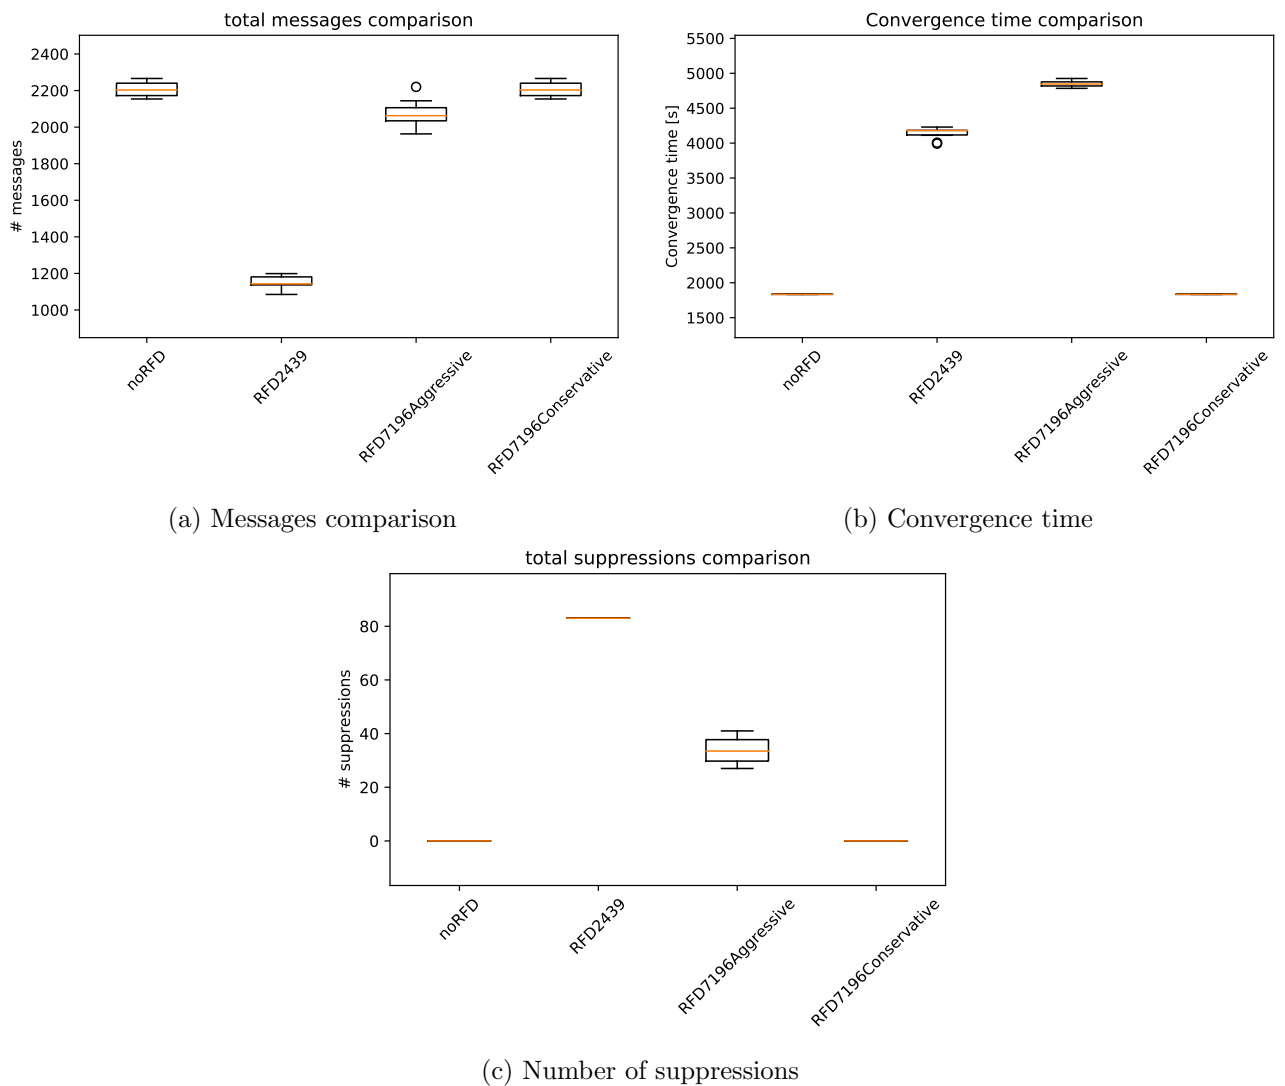 total messages comparison
# messages
2400
2200
2000
1800
1600
1400
1200
1000
noRFD
RFD2439
RFD7196Aggressive
RFD7196Conservative
(a) Messages comparison
Convergence time comparison
Convergence time [s]
5500
5000
4500
4000
3500
3000
2500
2000
1500
noRFD
RFD2439
RFD7196Aggressive
RFD7196Conservative
(b) Convergence time
total suppressions comparison
# suppressions
80
60
40
20
0
noRFD
RFD2439
RFD7196Aggressive
RFD7196Conservative
(c) Number of suppressions